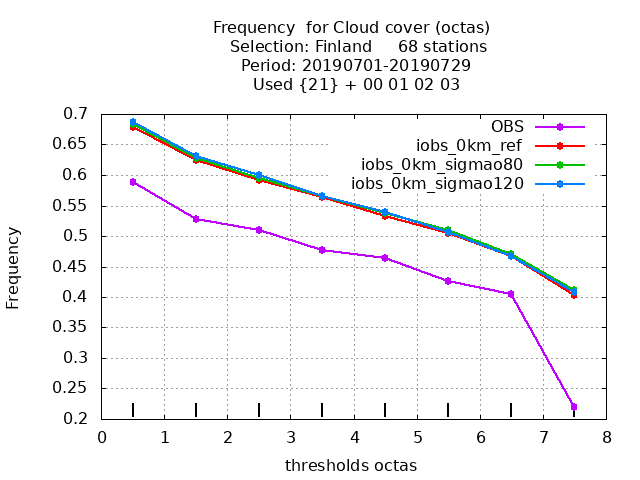 Frequency  for Cloud cover (octas)
Selection: Finland     68 stations
Period: 20190701-20190729
Used {21} + 00 01 02 03
OBS
iobs_0km_ref
iobs_0km_sigmao80
iobs_0km_sigmao120
Frequency
0.7
0.65
0.6
0.55
0.5
0.45
0.4
0.35
0.3
0.25
0.2
0 1 2 3 4 5 6 7 8
thresholds octas